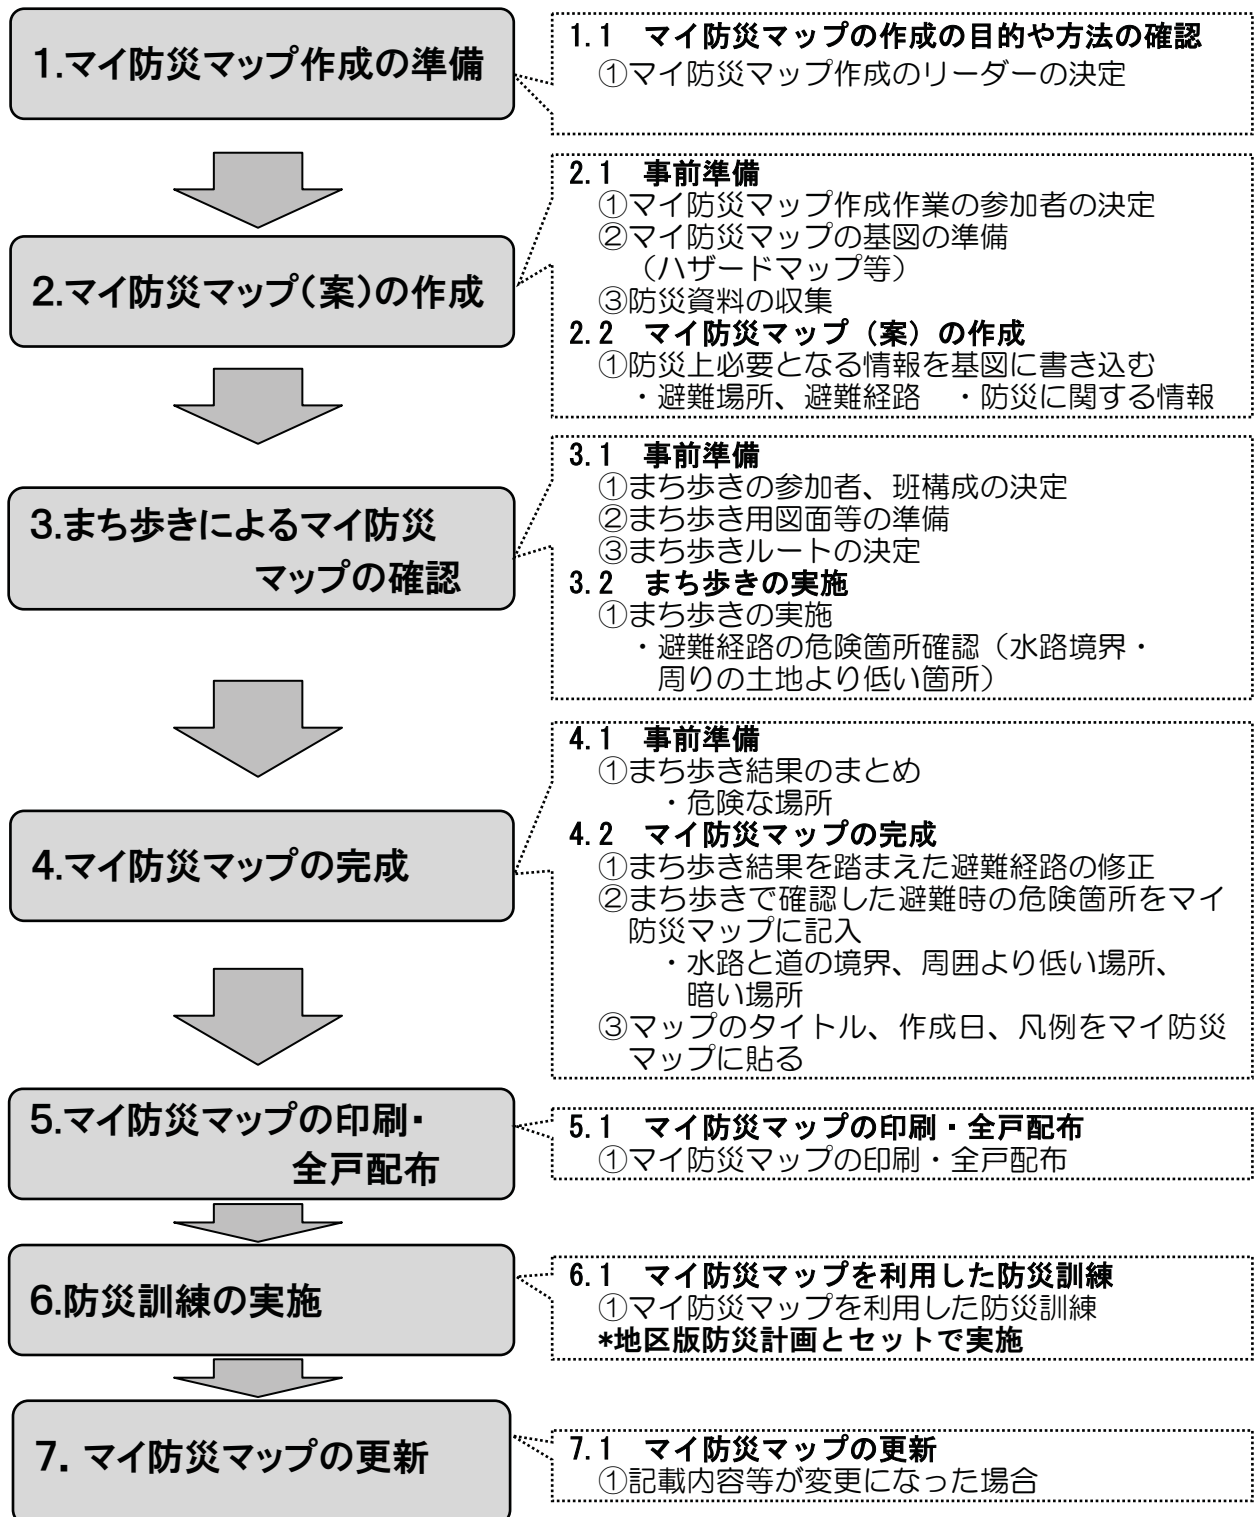 1.マイ防災マップ作成の準備
1.1 マイ防災マップの作成の目的や方法の確認
①マイ防災マップ作成のリーダーの決定
2.マイ防災マップ(案)の作成
2.1 事前準備
①マイ防災マップ作成作業の参加者の決定
②マイ防災マップの基図の準備
（ハザードマップ等）
③防災資料の収集
2.2 マイ防災マップ（案）の作成
①防災上必要となる情報を基図に書き込む
・避難場所、避難経路 ・防災に関する情報
3.まち歩きによるマイ防災
マップの確認
3.1 事前準備
①まち歩きの参加者、班構成の決定
②まち歩き用図面等の準備
③まち歩きルートの決定
3.2 まち歩きの実施
①まち歩きの実施
・避難経路の危険箇所確認（水路境界・
周りの土地より低い箇所）
4.マイ防災マップの完成
4.1 事前準備
①まち歩き結果のまとめ
・危険な場所
4.2 マイ防災マップの完成
①まち歩き結果を踏まえた避難経路の修正
②まち歩きで確認した避難時の危険箇所をマイ
防災マップに記入
・水路と道の境界、周囲より低い場所、
暗い場所
③マップのタイトル、作成日、凡例をマイ防災
マップに貼る
5.マイ防災マップの印刷・
全戸配布
5.1 マイ防災マップの印刷・全戸配布
①マイ防災マップの印刷・全戸配布
6.防災訓練の実施
6.1 マイ防災マップを利用した防災訓練
①マイ防災マップを利用した防災訓練
*地区版防災計画とセットで実施
7. マイ防災マップの更新
7.1 マイ防災マップの更新
①記載内容等が変更になった場合